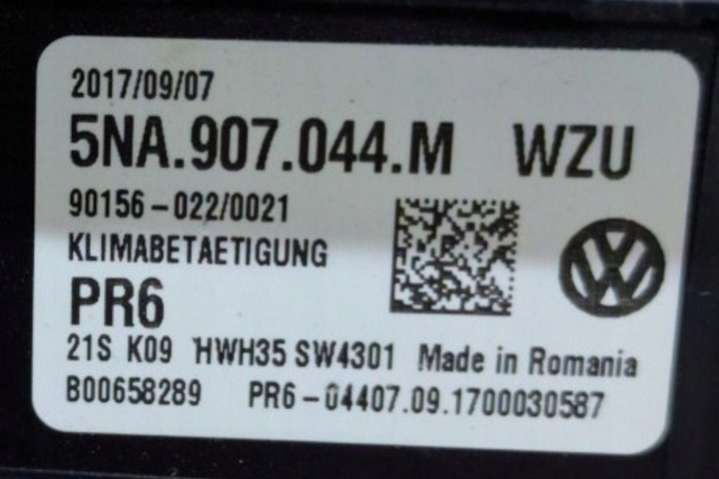 2017/09/07
5NA.907.044.M WZU
90156-022/0021
KLIMABETAETIGUNG
PR6
21S K09 HWH35 SW4301 Made in Romania
B00658289 PR6-04407.09.1700030587